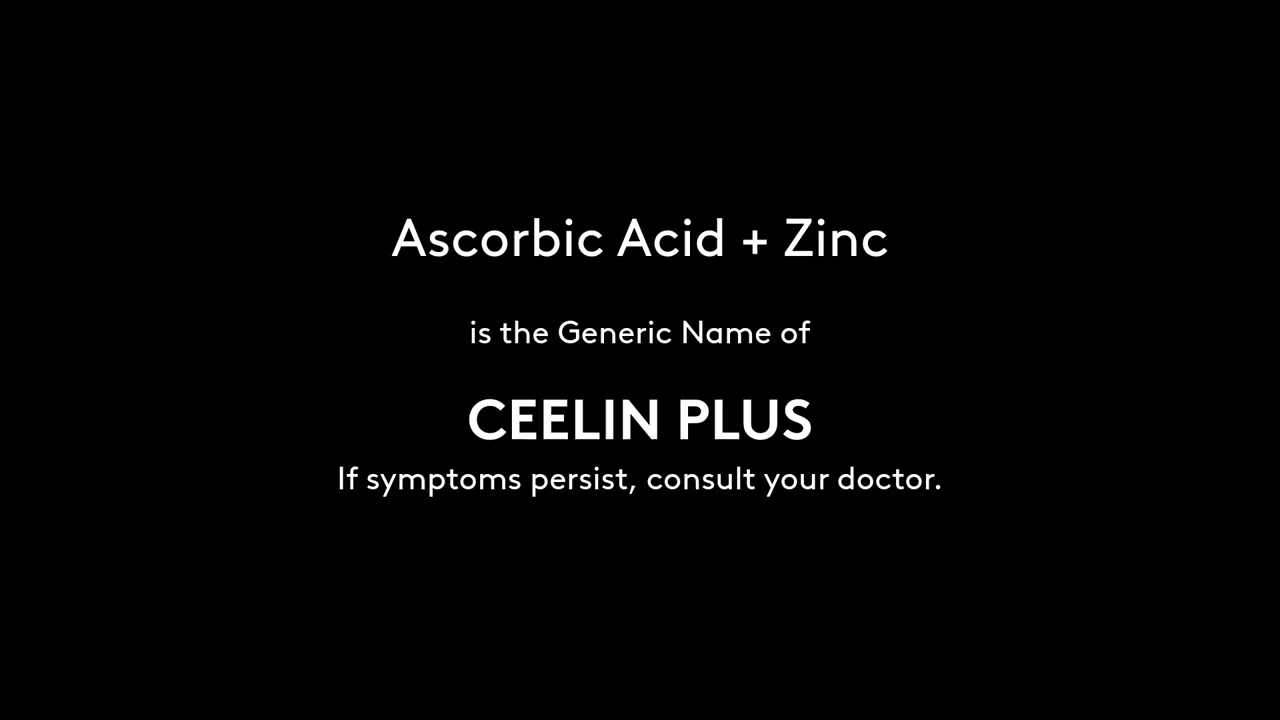 Ascorbic Acid + Zinc
is the Generic Name of
CEELIN PLUS
If symptoms persist, consult your doctor.